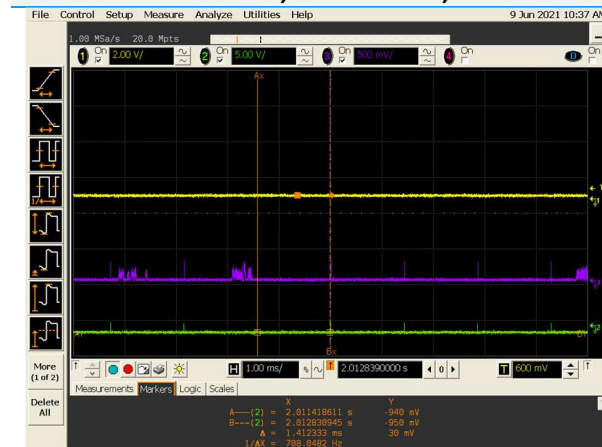 File Control Setup Measure Analyze Utilities Help 9 Jun 2021 10:37 AM
1.00 MSa/s 20.0 Mpts
1 On 2.00 V/ 2 On 5.00 V/ 3 On 500 mV/ 4 On
Ax
Bx
More
(1 of 2)
Delete
All
H 1.00 ms/ 2.0128390000 s 0 T 600 mV
Measurements Markers Logic Scales
X Y
A——(2) = 2.011418611 s -940 mV
B---(2) = 2.012830945 s -950 mV
Δ = 1.412333 ms 30 mV
1/ΔX = 708.0482 Hz